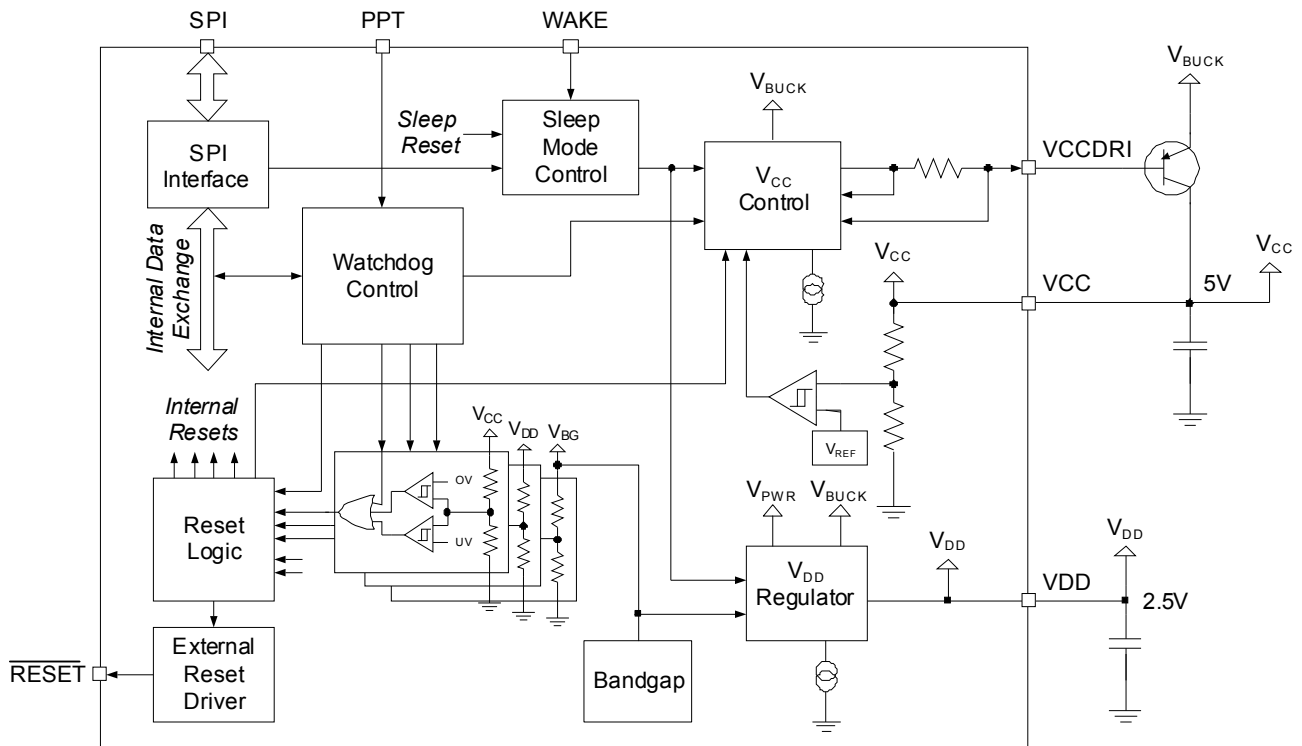 SPI
PPT
WAKE
SPI
Interface
Sleep
Reset
Sleep
Mode
Control
VBUCK
VCC
Control
VCCDRI
VBUCK
Internal Data
Exchange
Watchdog
Control
VCC
VCC
5V
VCC
VREF
Internal
Resets
Reset
Logic
VCC
VDD
VBG
OV
UV
VPWR
VBUCK
VDD
Regulator
VDD
VDD
VDD
2.5V
Bandgap
RESET
External
Reset
Driver